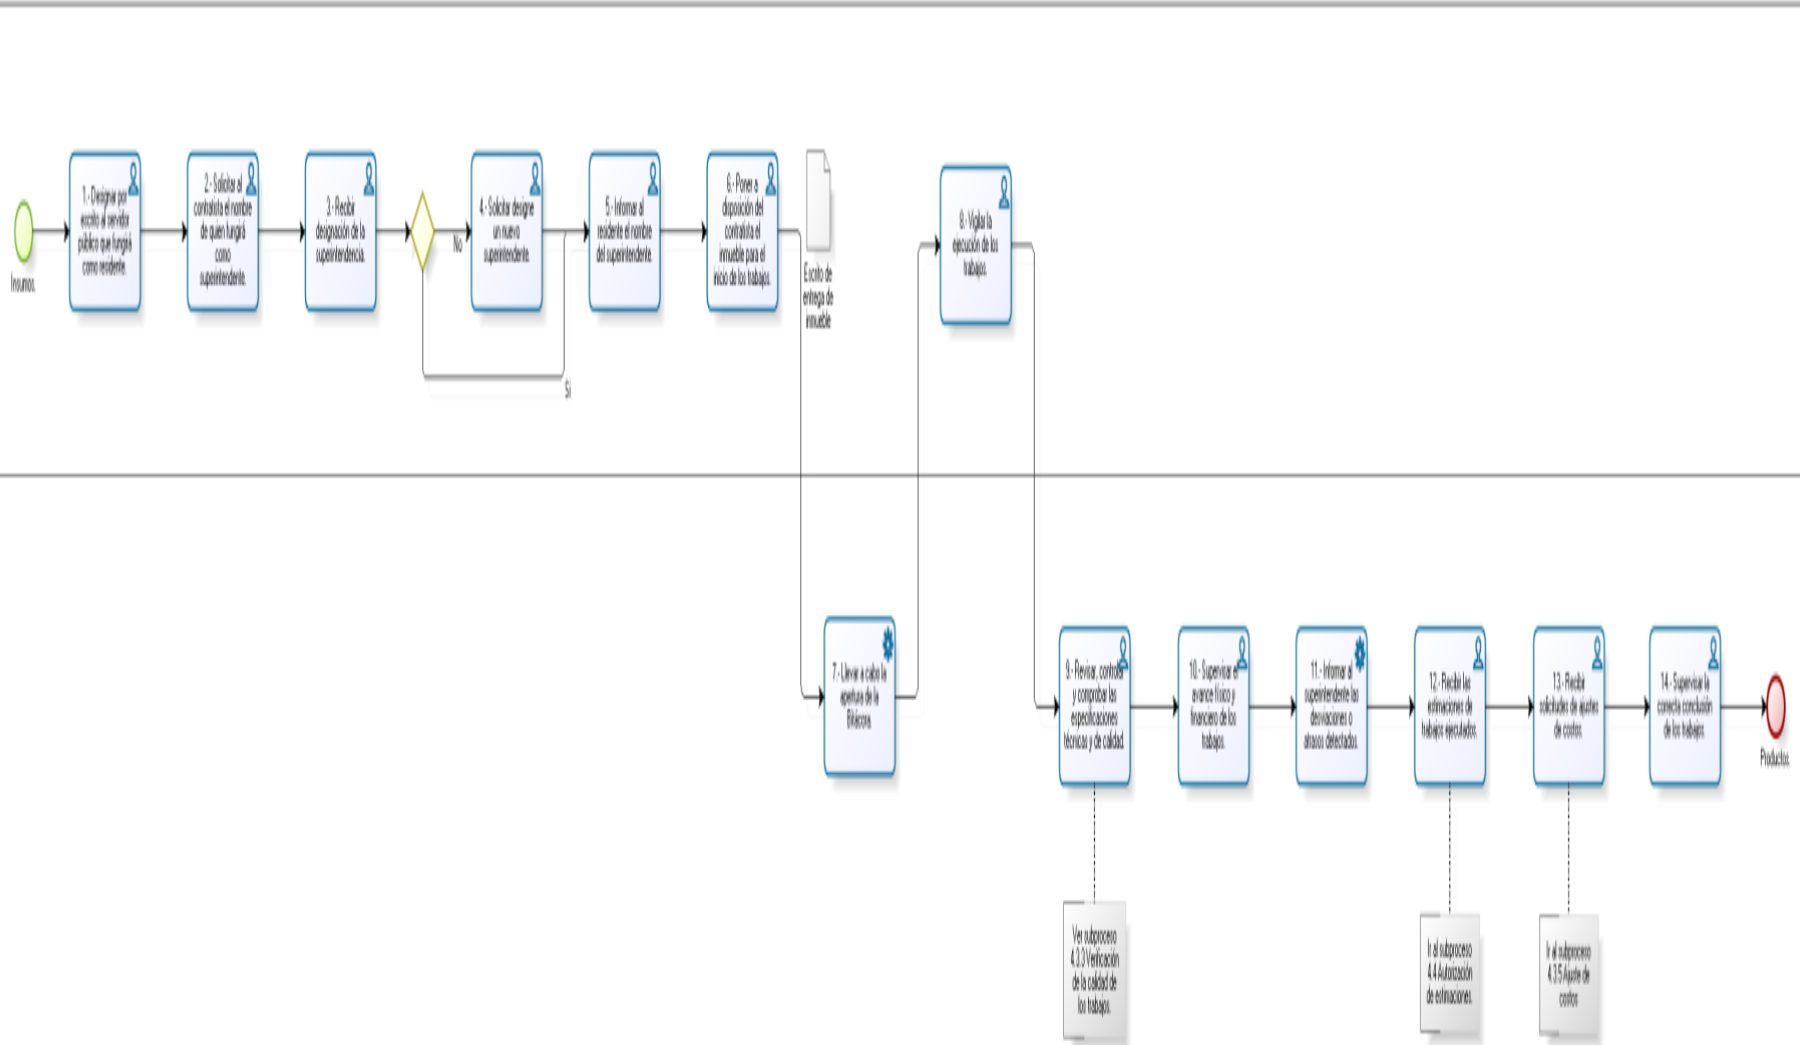 Insumos
1.- Designar por
escrito al servidor
público que fungirá
como residente.
2.- Solicitar al
contratista el nombre
de quien fungirá
como
superintendente.
3.- Recibir
designación de la
superintendencia.
No
Si
4.- Solicitar designe
un nuevo
superintendente.
5.- Informar al
residente el nombre
del superintendente.
6.- Poner a
disposición del
contratista el
inmueble para el
inicio de los trabajos.
Escrito de
entrega de
inmueble
7.- Llevar a cabo la
apertura de la
Bitácora.
8.- Vigilar la
ejecución de los
trabajos.
9.- Revisar, controlar
y comprobar las
especificaciones
técnicas y de calidad.
10.- Supervisar el
avance físico y
financiero de los
trabajos.
11.- Informar al
superintendente las
desviaciones o
atrasos detectados.
12.- Recibir las
estimaciones de
trabajos ejecutados.
13.- Recibir
solicitudes de ajustes
de costos.
14.- Supervisar la
correcta conclusión
de los trabajos.
Productos
Ver subproceso
4.3.3 Verificación
de la calidad de
los trabajos.
Ir al subproceso
4.4 Autorización
de estimaciones.
Ir al subproceso
4.3.5 Ajuste de
costos